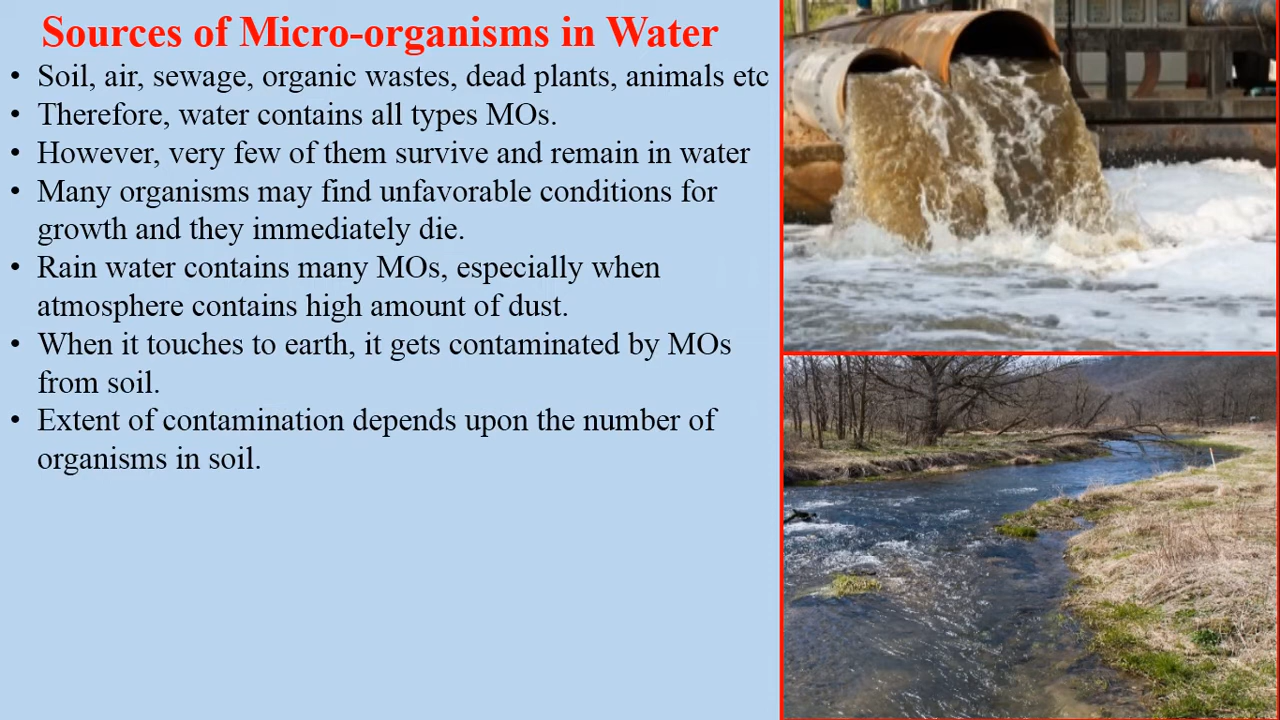 Sources of Micro-organisms in Water
• Soil, air, sewage, organic wastes, dead plants, animals etc
• Therefore, water contains all types MOs.
• However, very few of them survive and remain in water
• Many organisms may find unfavorable conditions for
growth and they immediately die.
• Rain water contains many MOs, especially when
atmosphere contains high amount of dust.
• When it touches to earth, it gets contaminated by MOs
from soil.
• Extent of contamination depends upon the number of
organisms in soil.